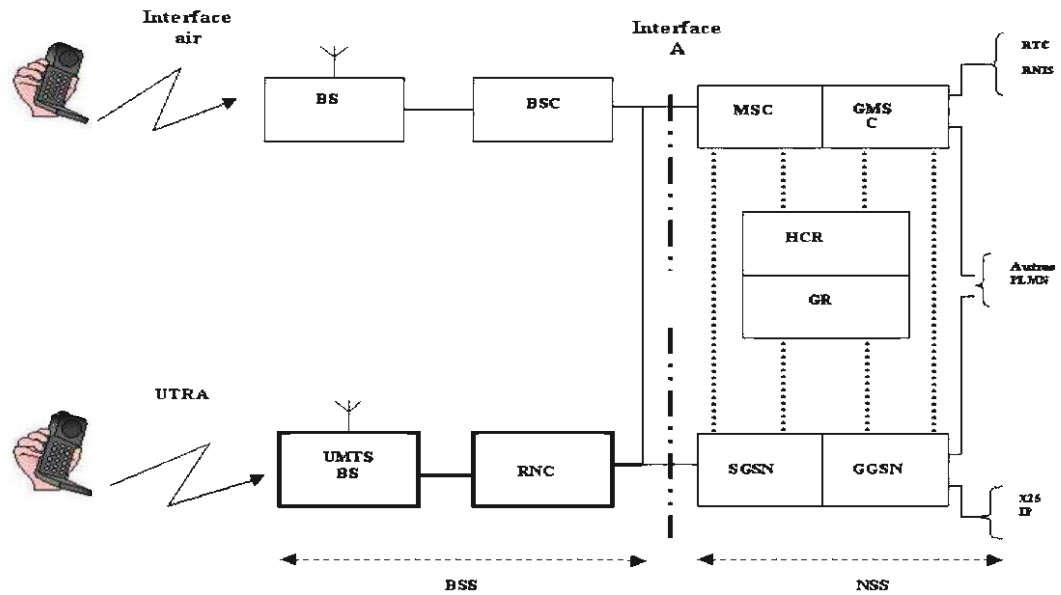 Interface
air
Interface
A
RTC
RNIS
BS
BSC
MSC
GMS
C
HCR
GR
Autres
PLMN
UTRA
UMTS
BS
RNC
SGSN
GGSN
X25
IP
BSS
NSS